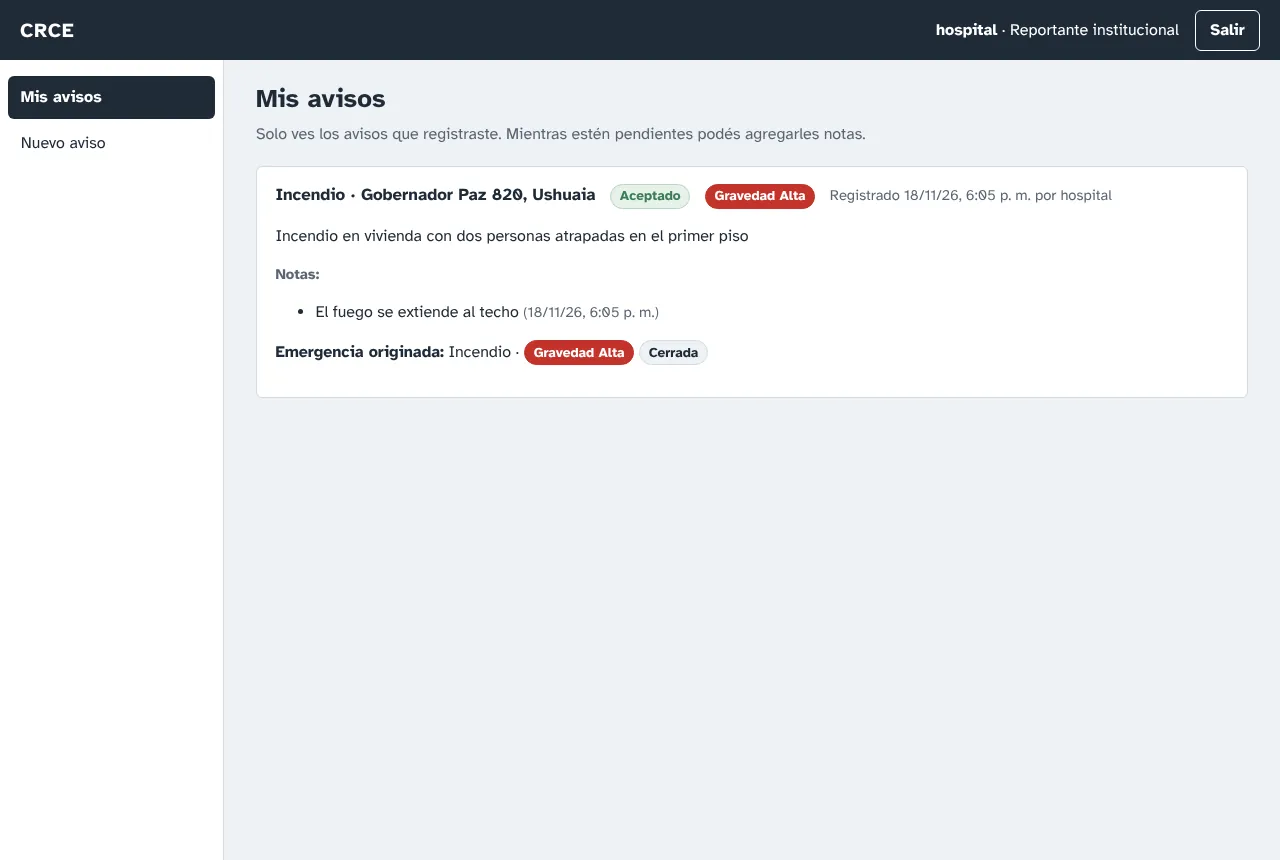 CRCE
hospital · Reportante institucional
Salir
Mis avisos
Nuevo aviso
Mis avisos
Solo ves los avisos que registraste. Mientras estén pendientes podés agregarles notas.
Incendio · Gobernador Paz 820, Ushuaia Aceptado Gravedad Alta Registrado 18/11/26, 6:05 p. m. por hospital
Incendio en vivienda con dos personas atrapadas en el primer piso
Notas:
• El fuego se extiende al techo (18/11/26, 6:05 p. m.)
Emergencia originada: Incendio · Gravedad Alta Cerrada